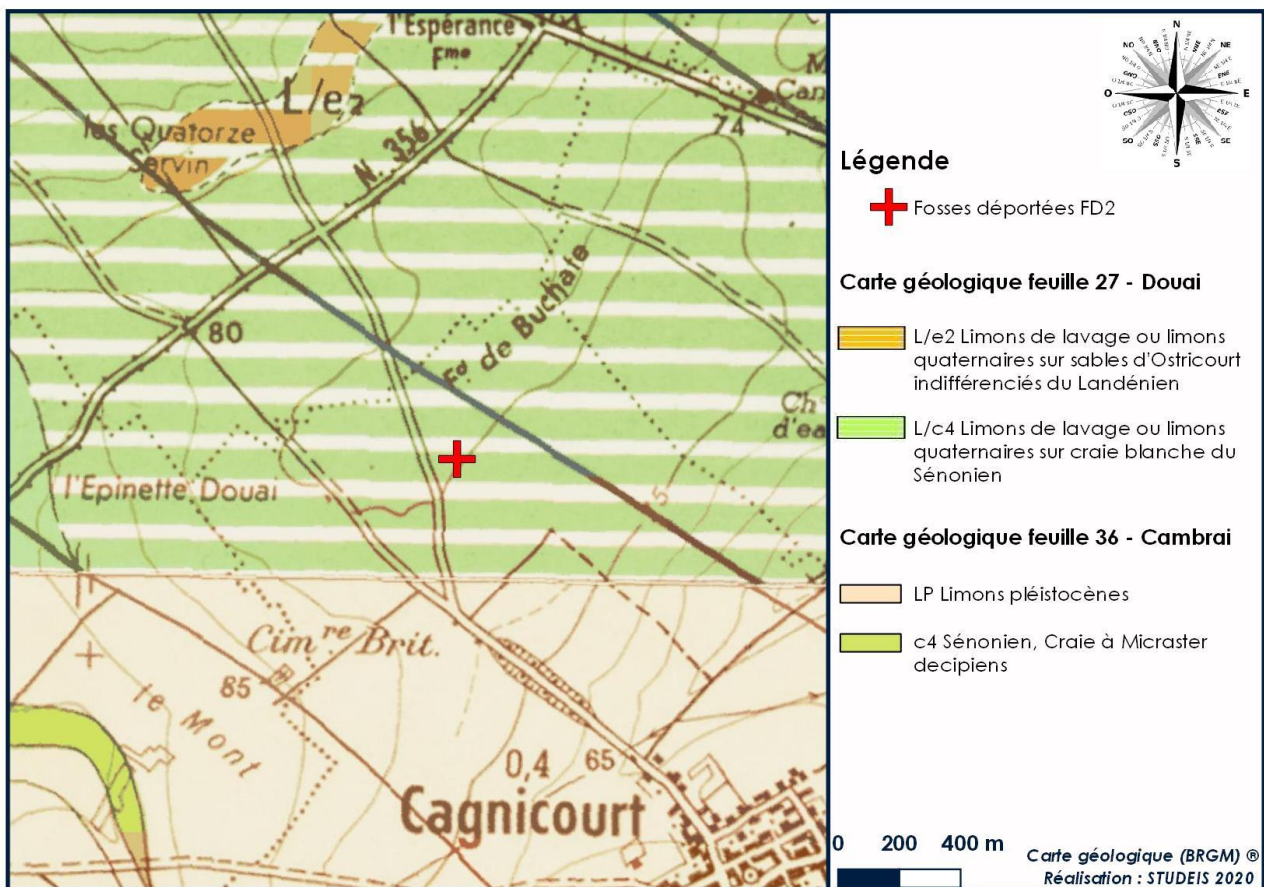 l'Espérance
Fme
L/e2
les Quatorze
Servin
N. 356
74
Can
80
Fd de Buchate
Ch
d'ea
l'Epinette Douai
5
Cimre Brit.
85
le Mont
0,4
65
Cagnicourt
N
NO
NE
O
E
SO
SE
S
Légende
Fosses déportées FD2
Carte géologique feuille 27 - Douai
L/e2 Limons de lavage ou limons
quaternaires sur sables d'Ostricourt
indifférenciés du Landénien
L/c4 Limons de lavage ou limons
quaternaires sur craie blanche du
Sénonien
Carte géologique feuille 36 - Cambrai
LP Limons pléistocènes
c4 Sénonien, Craie à Micraster
decipiens
0 200 400 m
Carte géologique (BRGM) ®
Réalisation : STUDEIS 2020